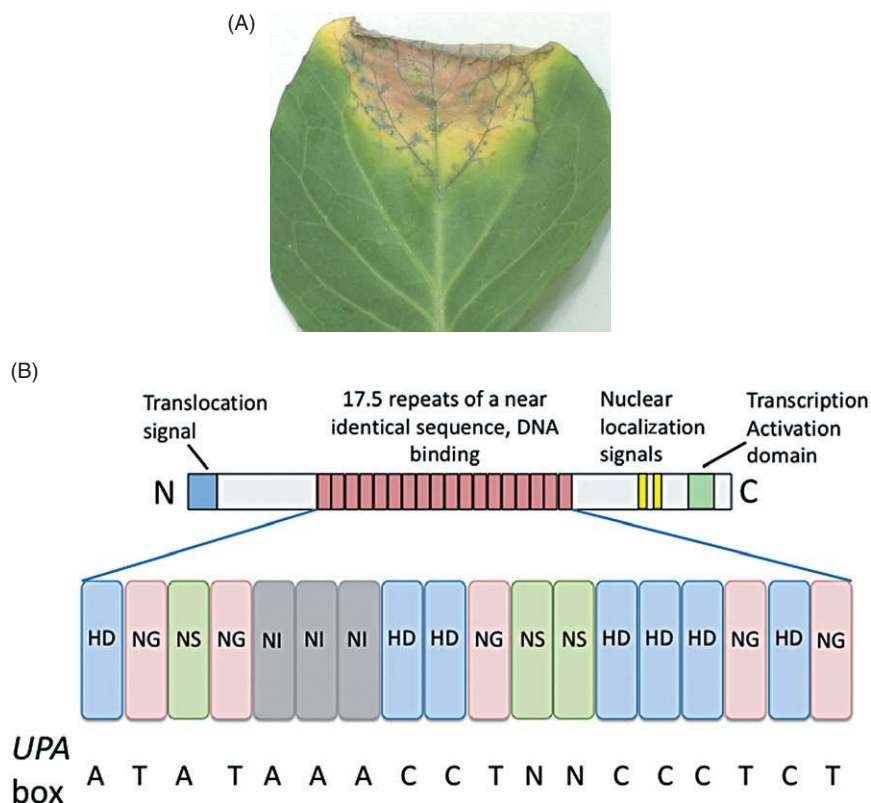 (A)
(B)
Translocation
signal
17.5 repeats of a near
identical sequence, DNA
binding
Nuclear
localization
signals
Transcription
Activation
domain
N
C
HD NG NS NG NI NI NI HD HD NG NS NS HD HD HD NG HD NG
UPA
box
A T A T A A A C C T N N C C C T C T